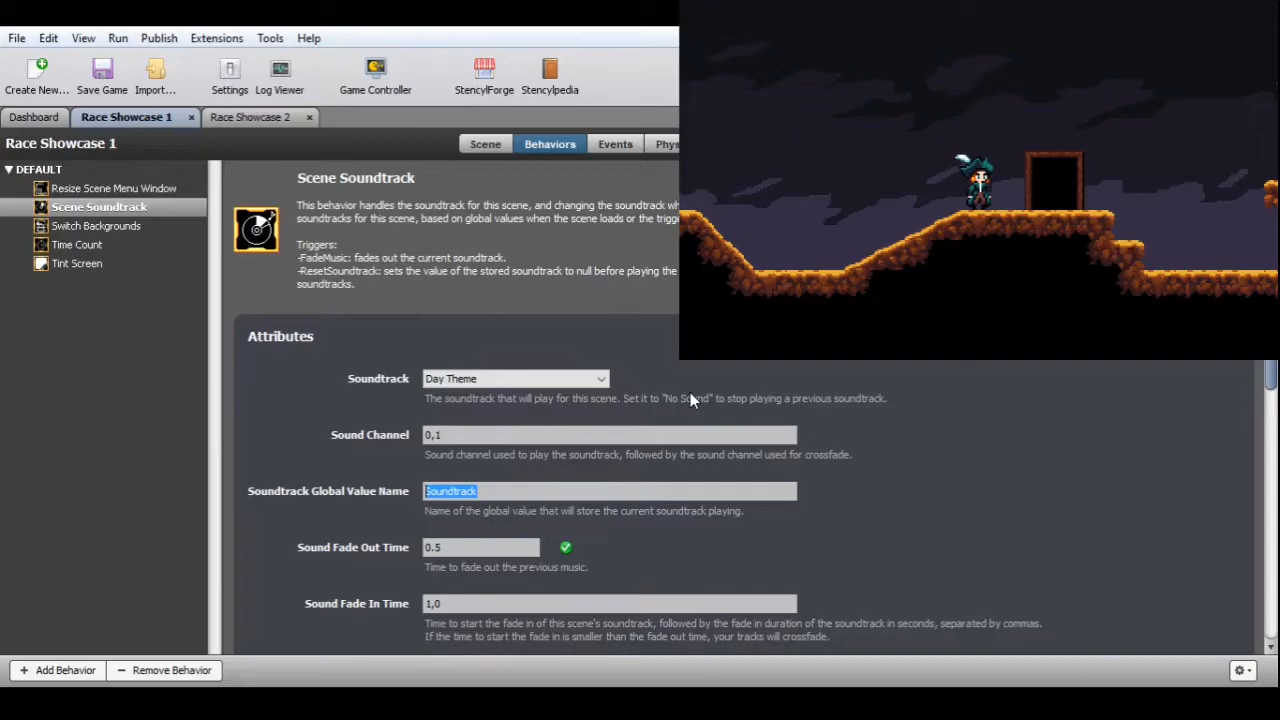 File Edit View Run Publish Extensions Tools Help
Create New... Save Game Import... Settings Log Viewer Game Controller StencylForge Stencylpedia
Dashboard Race Showcase 1 × Race Showcase 2 ×
Race Showcase 1 Scene Behaviors Events Phys
DEFAULT
Resize Scene Menu Window
Scene Soundtrack
Switch Backgrounds
Time Count
Tint Screen
Scene Soundtrack
This behavior handles the soundtrack for this scene, and changing the soundtrack w
soundtracks for this scene, based on global values when the scene loads or the trigge
Triggers:
-FadeMusic: fades out the current soundtrack.
-ResetSoundtrack: sets the value of the stored soundtrack to null before playing the
soundtracks.
Attributes
Soundtrack Day Theme
The soundtrack that will play for this scene. Set it to "No Sound" to stop playing a previous soundtrack.
Sound Channel 0,1
Sound channel used to play the soundtrack, followed by the sound channel used for crossfade.
Soundtrack Global Value Name Soundtrack
Name of the global value that will store the current soundtrack playing.
Sound Fade Out Time 0.5
Time to fade out the previous music.
Sound Fade In Time 1,0
Time to start the fade in of this scene's soundtrack, followed by the fade in duration of the soundtrack in seconds, separated by commas.
If the time to start the fade in is smaller than the fade out time, your tracks will crossfade.
+ Add Behavior − Remove Behavior